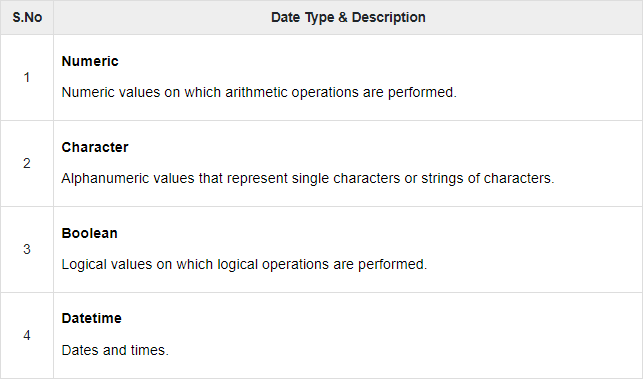 S.No Date Type & Description
1
Numeric
Numeric values on which arithmetic operations are performed.
2
Character
Alphanumeric values that represent single characters or strings of characters.
3
Boolean
Logical values on which logical operations are performed.
4
Datetime
Dates and times.